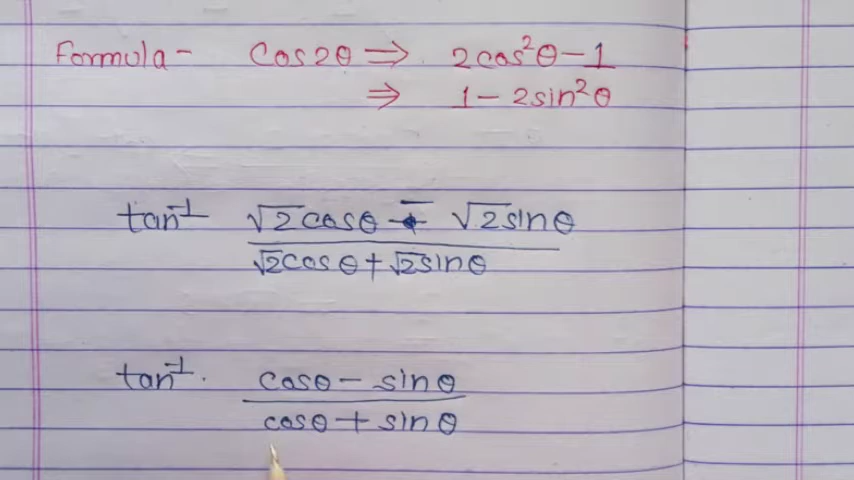 Formula - Cos2θ ⇒ 2cos²θ - 1
⇒ 1 - 2sin²θ
tan⁻¹ √2cosθ - √2sinθ
√2cosθ + √2sinθ
tan⁻¹ cosθ - sinθ
cosθ + sinθ